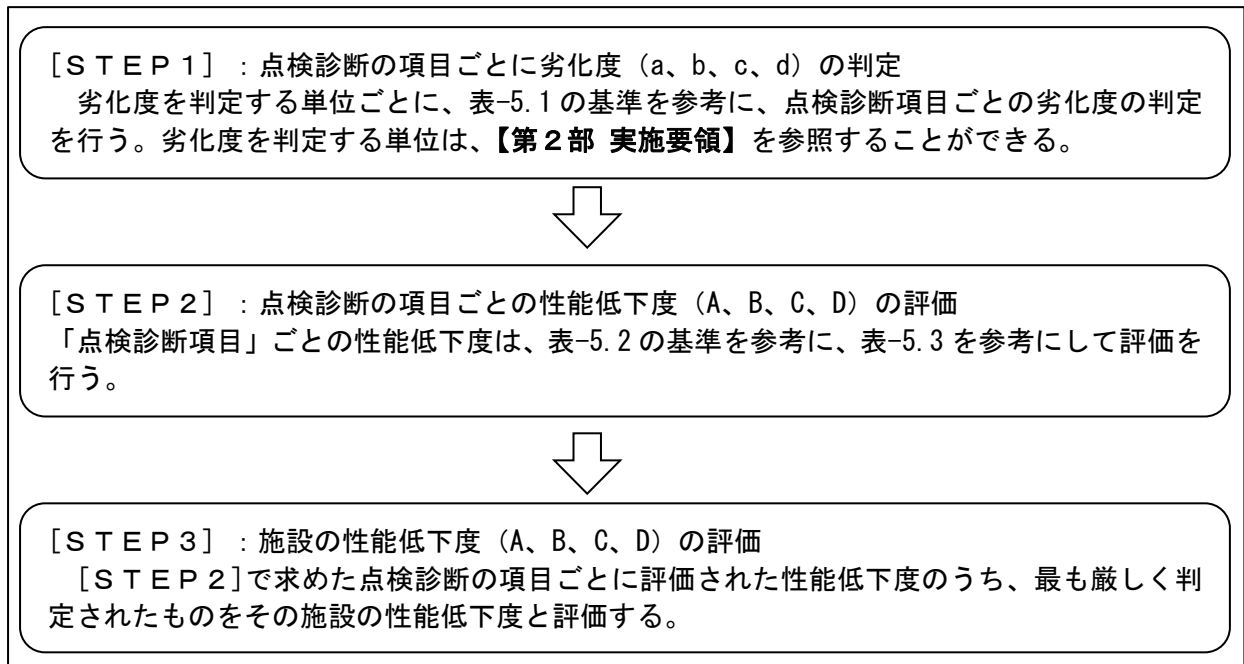 [ＳＴＥＰ１] ：点検診断の項目ごとに劣化度（a、b、c、d）の判定
劣化度を判定する単位ごとに、表-5.1 の基準を参考に、点検診断項目ごとの劣化度の判定
を行う。劣化度を判定する単位は、【第２部 実施要領】を参照することができる。
[ＳＴＥＰ２] ：点検診断の項目ごとの性能低下度（A、B、C、D）の評価
「点検診断項目」ごとの性能低下度は、表-5.2 の基準を参考に、表-5.3 を参考にして評価を
行う。
[ＳＴＥＰ３] ：施設の性能低下度（A、B、C、D）の評価
[ＳＴＥＰ２]で求めた点検診断の項目ごとに評価された性能低下度のうち、最も厳しく判
定されたものをその施設の性能低下度と評価する。